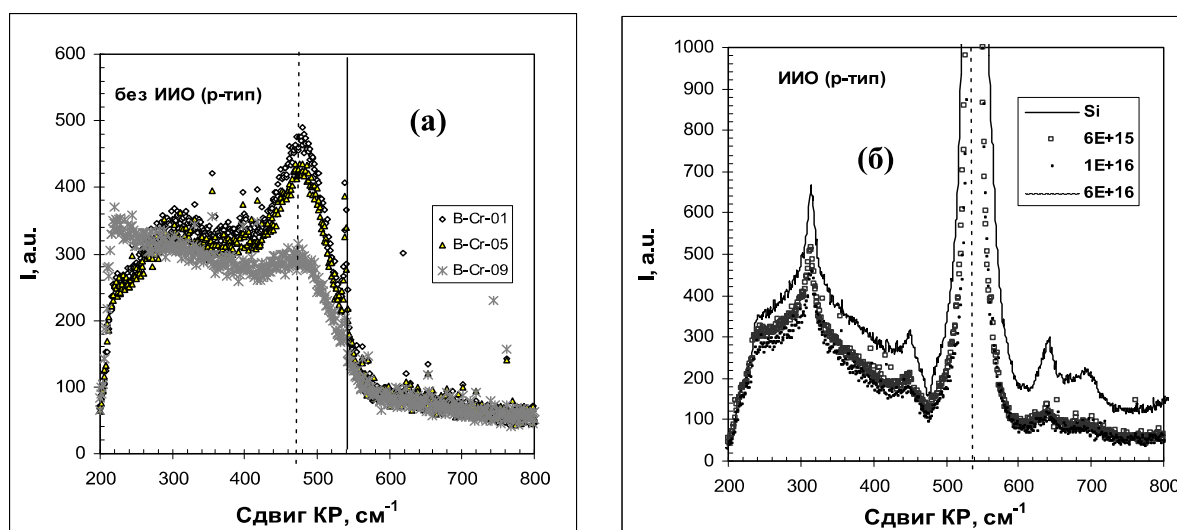 600
500
400
300
200
100
0
I, a.u.
без ИИО (р-тип)
(а)
B-Cr-01
B-Cr-05
B-Cr-09
200 300 400 500 600 700 800
Сдвиг КР, см-1
1000
900
800
700
600
500
400
300
200
100
0
I, a.u.
ИИО (р-тип)
(б)
Si
6E+15
1E+16
6E+16
200 300 400 500 600 700 800
Сдвиг КР, см-1